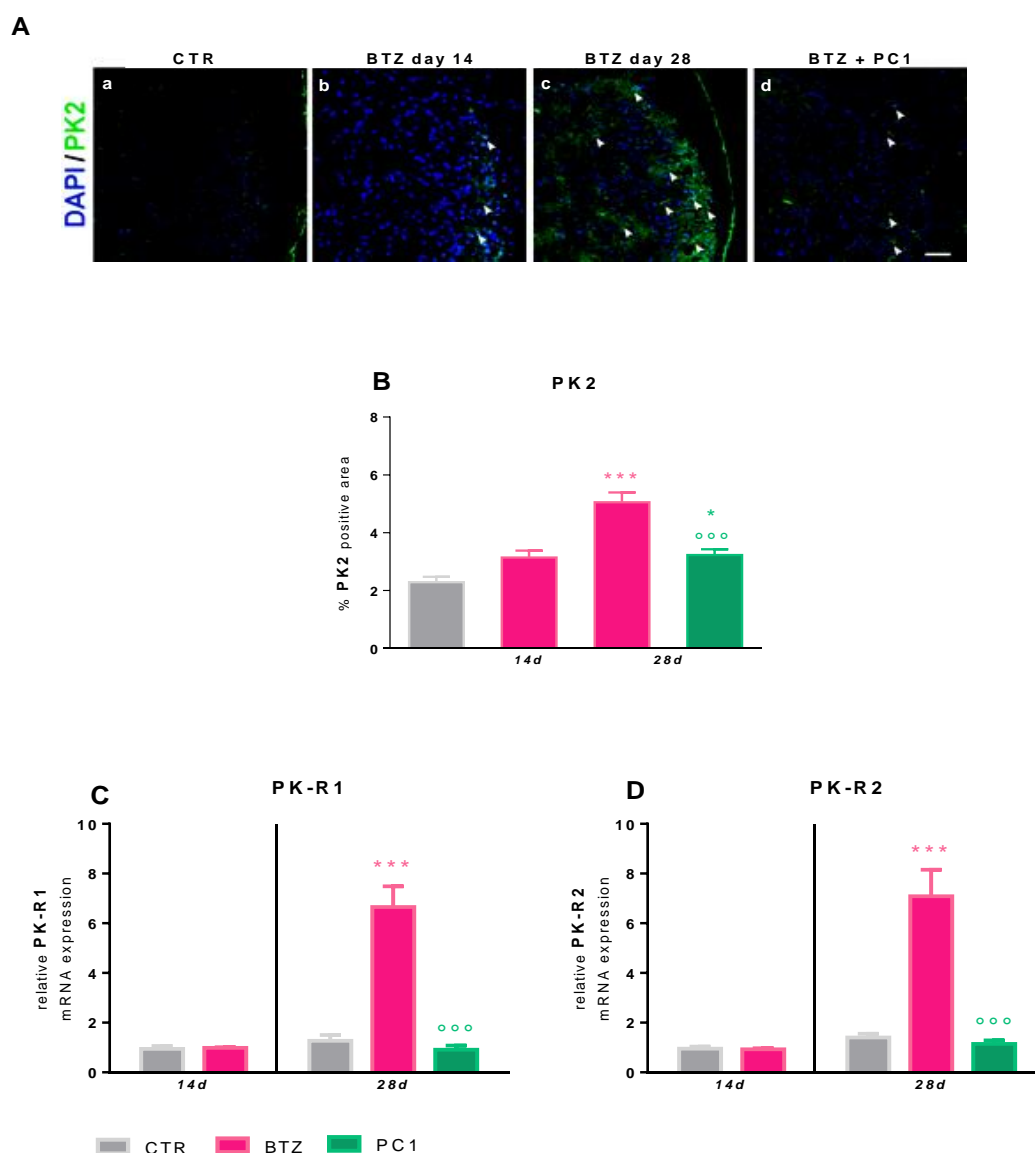 A
CTR
BTZ day 14
BTZ day 28
BTZ + PC1
DAPI/PK2
a
b
c
d
B
PK2
% PK2 positive area
8
6
4
2
0
***
*
°°°
14d
28d
C
PK-R1
relative PK-R1
mRNA expression
10
8
6
4
2
0
***
°°°
14d
28d
D
PK-R2
relative PK-R2
mRNA expression
10
8
6
4
2
0
***
°°°
14d
28d
CTR
BTZ
PC1